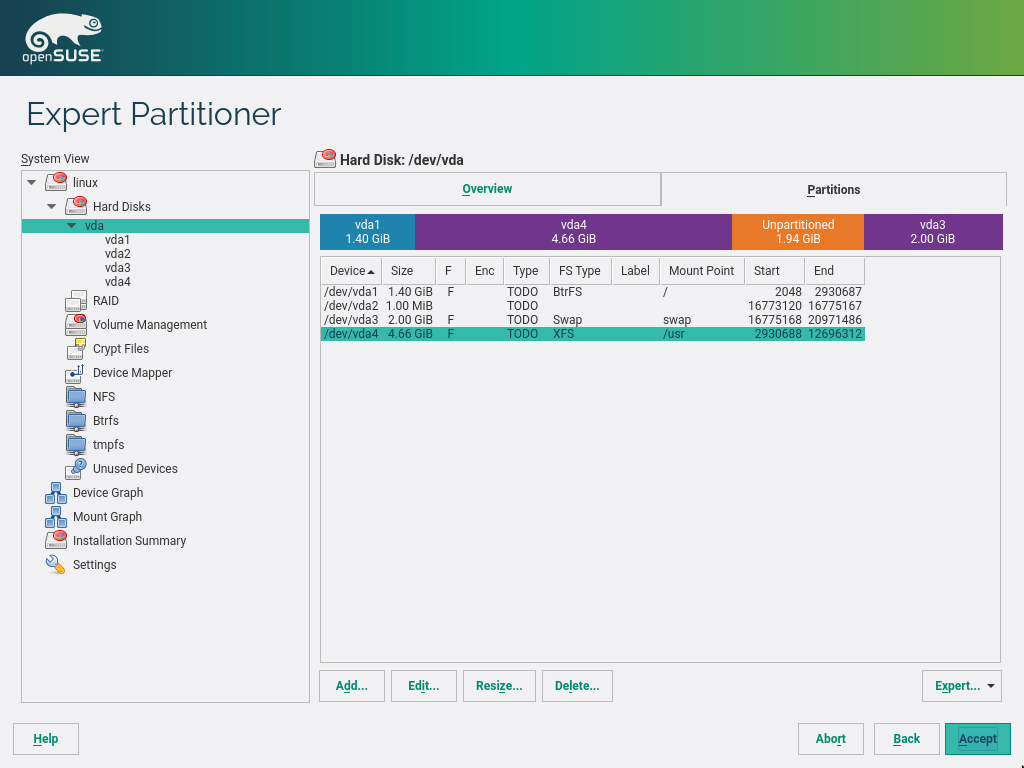 openSUSE
Expert Partitioner
System View
linux
Hard Disks
vda
vda1
vda2
vda3
vda4
RAID
Volume Management
Crypt Files
Device Mapper
NFS
Btrfs
tmpfs
Unused Devices
Device Graph
Mount Graph
Installation Summary
Settings
Hard Disk: /dev/vda
Overview Partitions
vda1 vda4 Unpartitioned vda3
1.40 GiB 4.66 GiB 1.94 GiB 2.00 GiB
Device Size F Enc Type FS Type Label Mount Point Start End
/dev/vda1 1.40 GiB F TODO BtrFS / 2048 2930687
/dev/vda2 1.00 MiB TODO 16773120 16775167
/dev/vda3 2.00 GiB F TODO Swap swap 16775168 20971486
/dev/vda4 4.66 GiB F TODO XFS /usr 2930688 12696312
Add... Edit... Resize... Delete... Expert...
Help Abort Back Accept